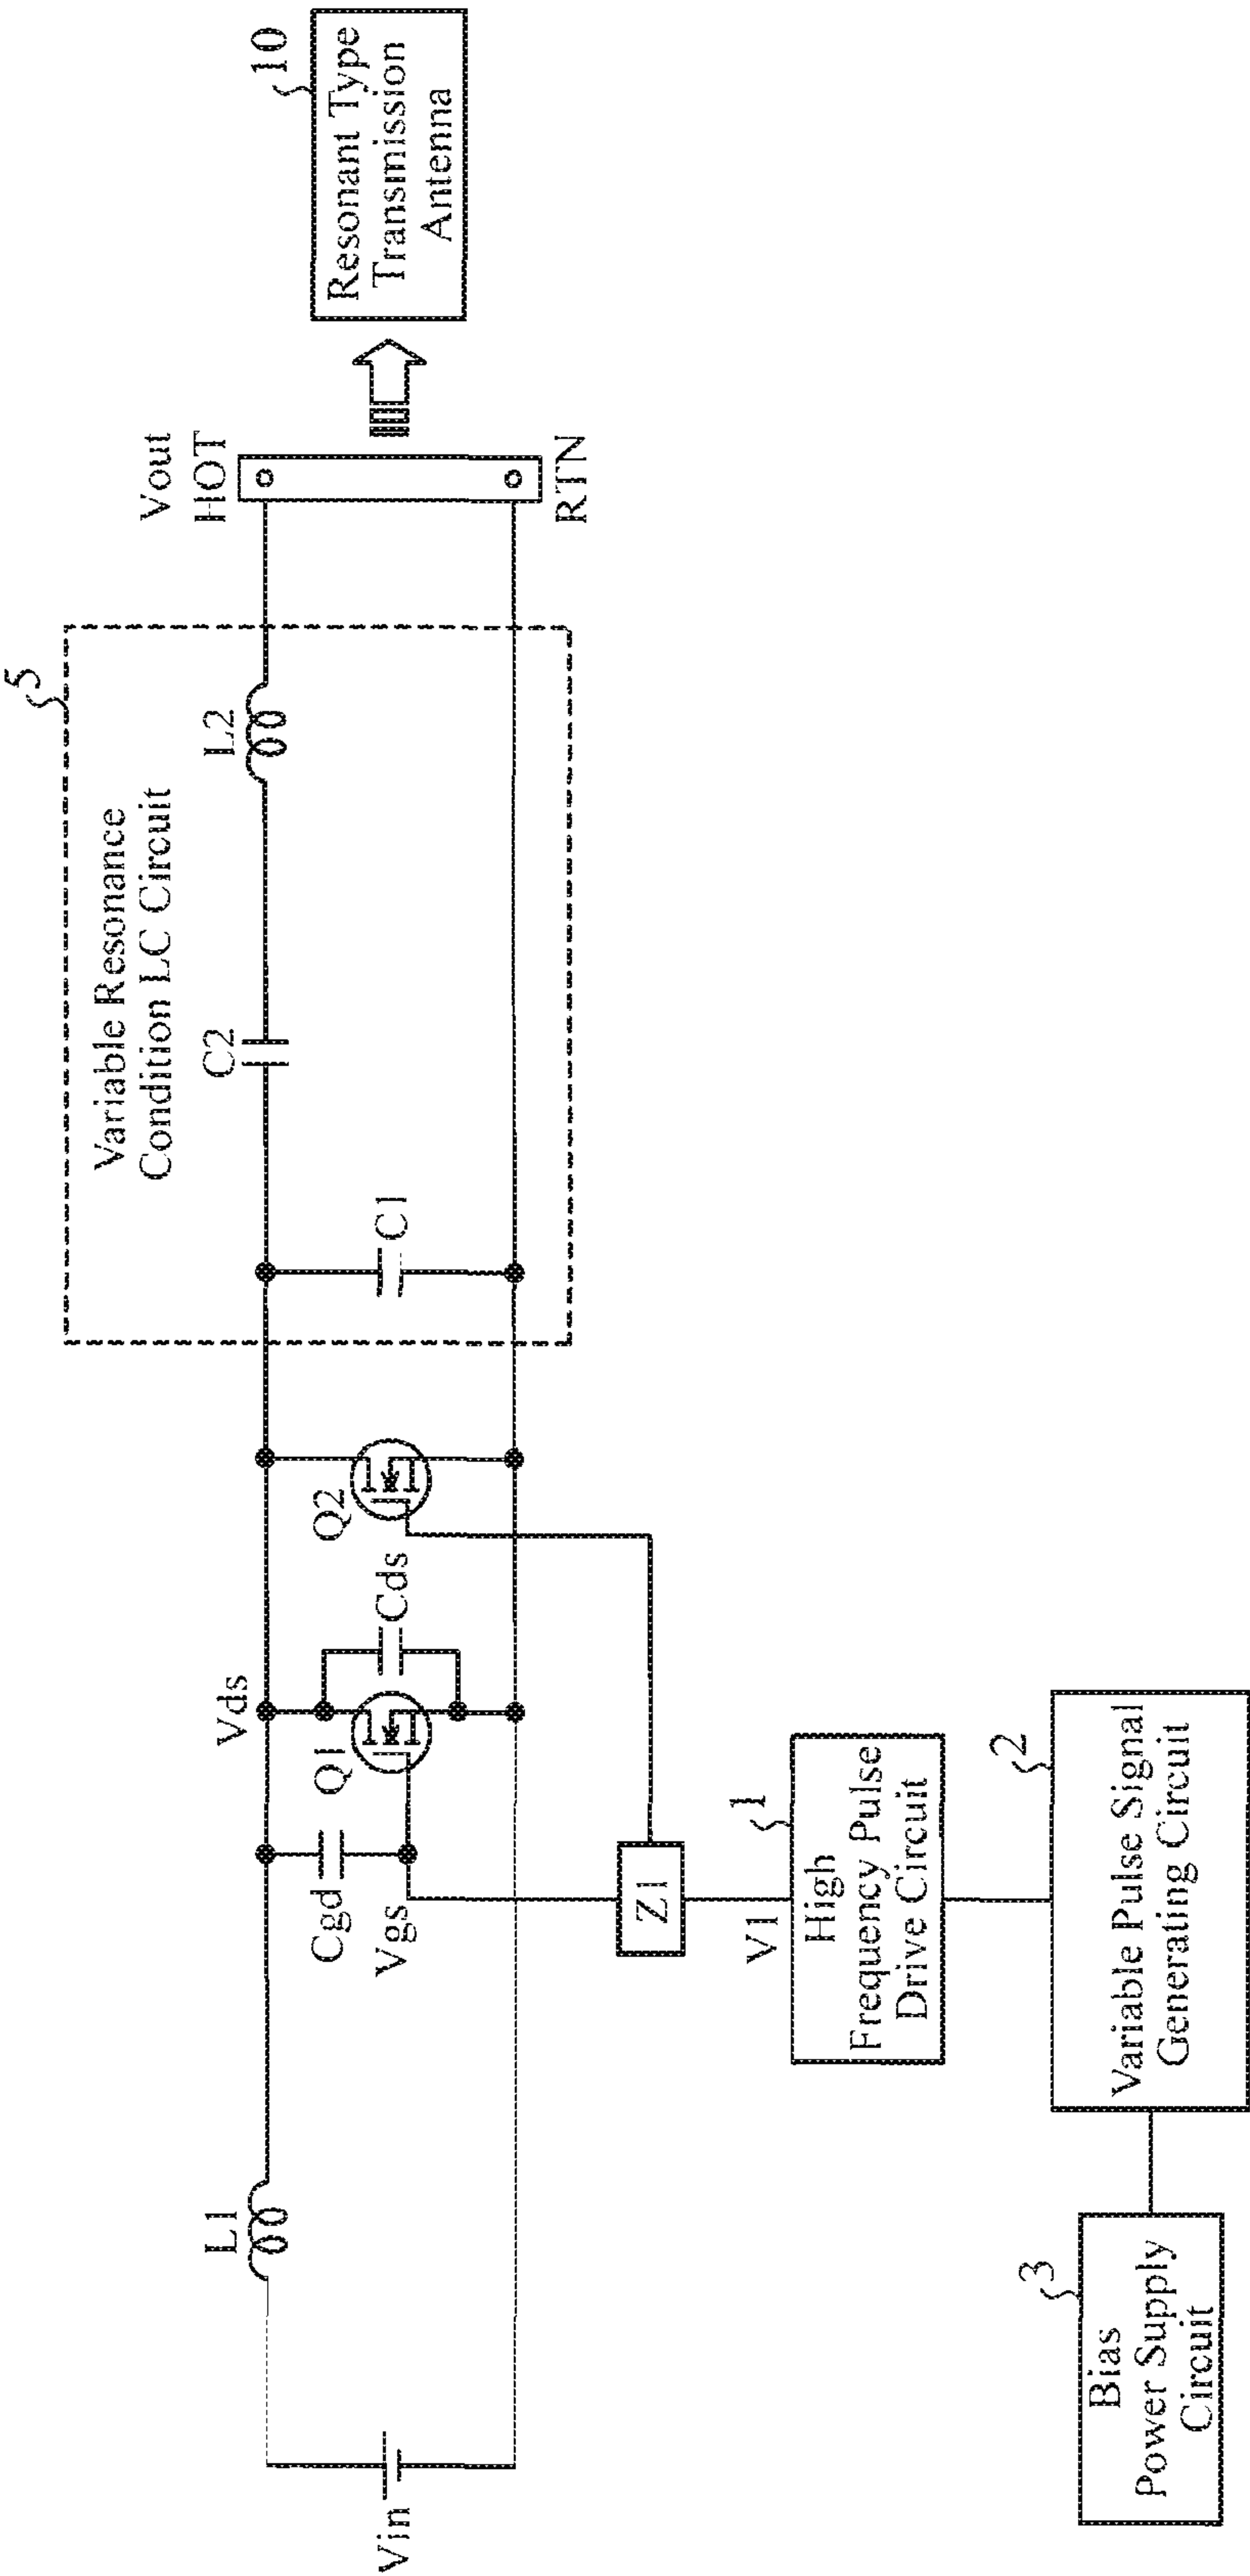 5
Variable Resonance
Condition LC Circuit
Vout
HOT
10
Resonant Type
Transmission
Antenna
L1
Vds
C2
L2
Cgd
Q1
Cds
Q2
C1
Vin
Vgs
RTN
Z1
V1
1
High
Frequency Pulse
Drive Circuit
3
Bias
Power Supply
Circuit
2
Variable Pulse Signal
Generating Circuit